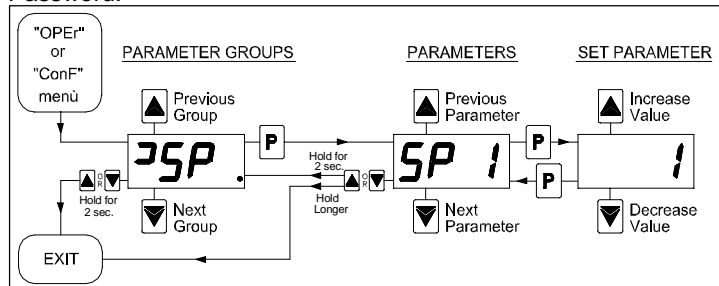 Password.
"OPEr"
or
"ConF"
menù
PARAMETER GROUPS
PARAMETERS
SET PARAMETER
Previous
Group
Previous
Parameter
Increase
Value
P
P
Hold for
2 sec.
SP.
SP 1
1
O
R
O
R
P
Hold for
2 sec.
Hold
Longer
Next
Group
Next
Parameter
Decrease
Value
EXIT